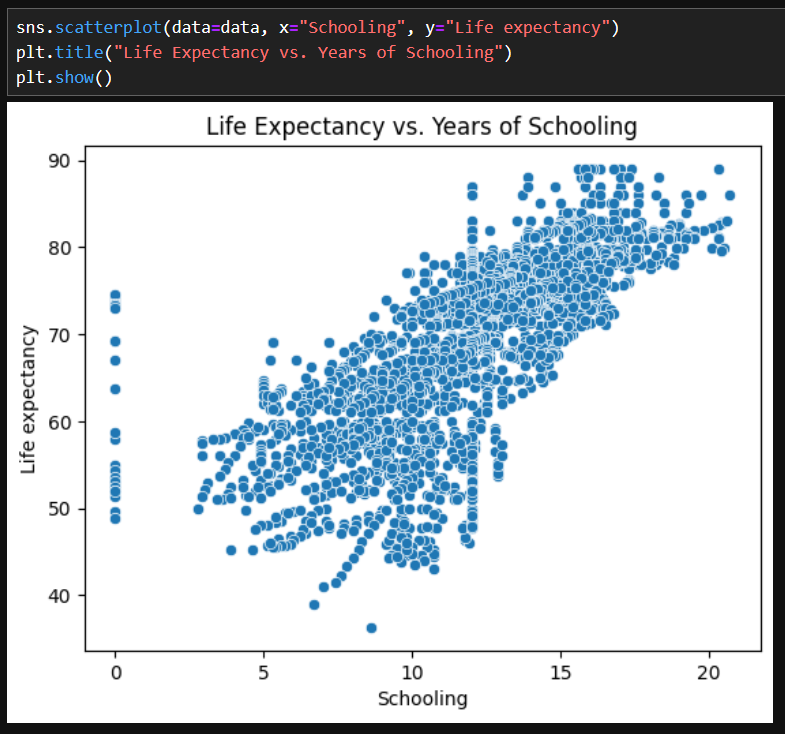 sns.scatterplot(data=data, x="Schooling", y="Life expectancy")
plt.title("Life Expectancy vs. Years of Schooling")
plt.show()
Life Expectancy vs. Years of Schooling
90
80
70
60
50
40
Life expectancy
0 5 10 15 20
Schooling